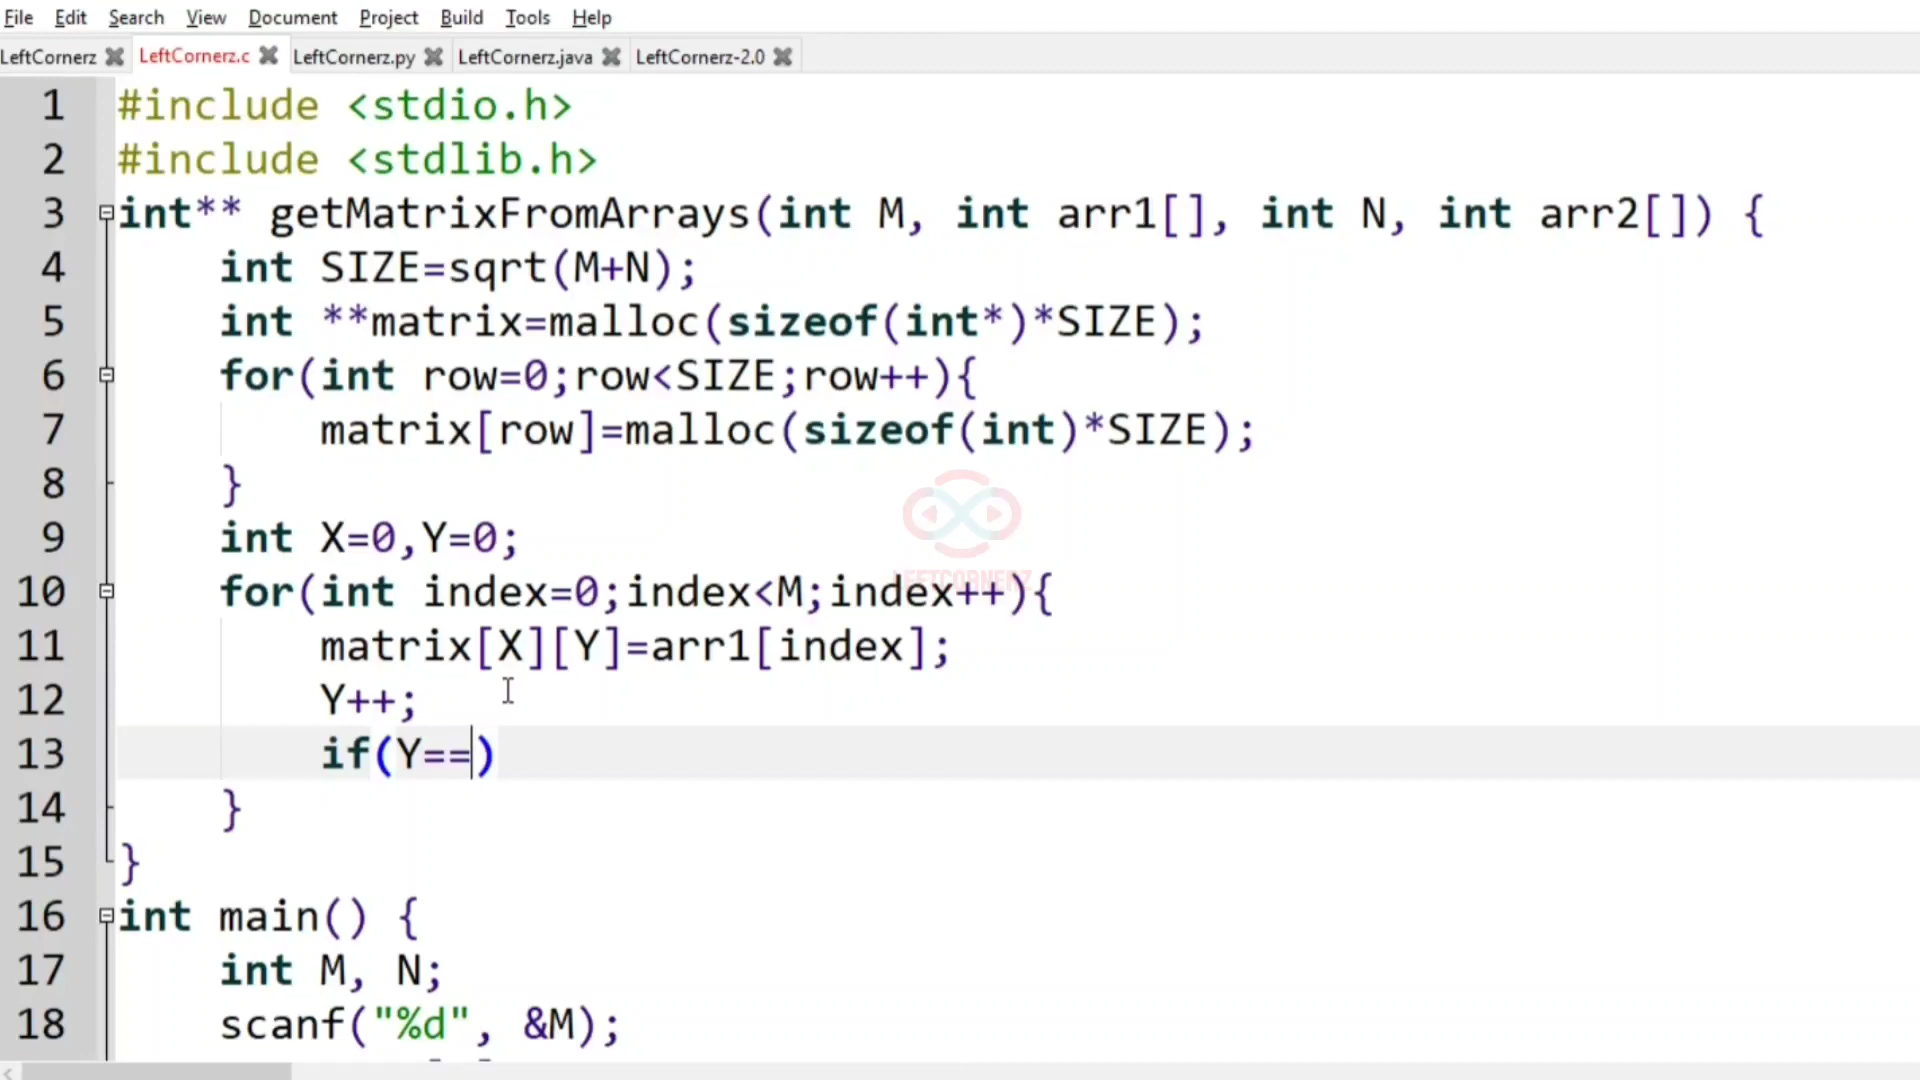 File Edit Search View Document Project Build Tools Help
LeftCornerz LeftCornerz.c LeftCornerz.py LeftCornerz.java LeftCornerz-2.0
1 #include <stdio.h>
2 #include <stdlib.h>
3 int** getMatrixFromArrays(int M, int arr1[], int N, int arr2[]) {
4 int SIZE=sqrt(M+N);
5 int **matrix=malloc(sizeof(int*)*SIZE);
6 for(int row=0;row<SIZE;row++){
7 matrix[row]=malloc(sizeof(int)*SIZE);
8 }
9 int X=0,Y=0;
LEFTCORNERZ
10 for(int index=0;index<M;index++){
11 matrix[X][Y]=arr1[index];
12 Y++;
13 if(Y==)
14 }
15 }
16 int main() {
17 int M, N;
18 scanf("%d", &M);